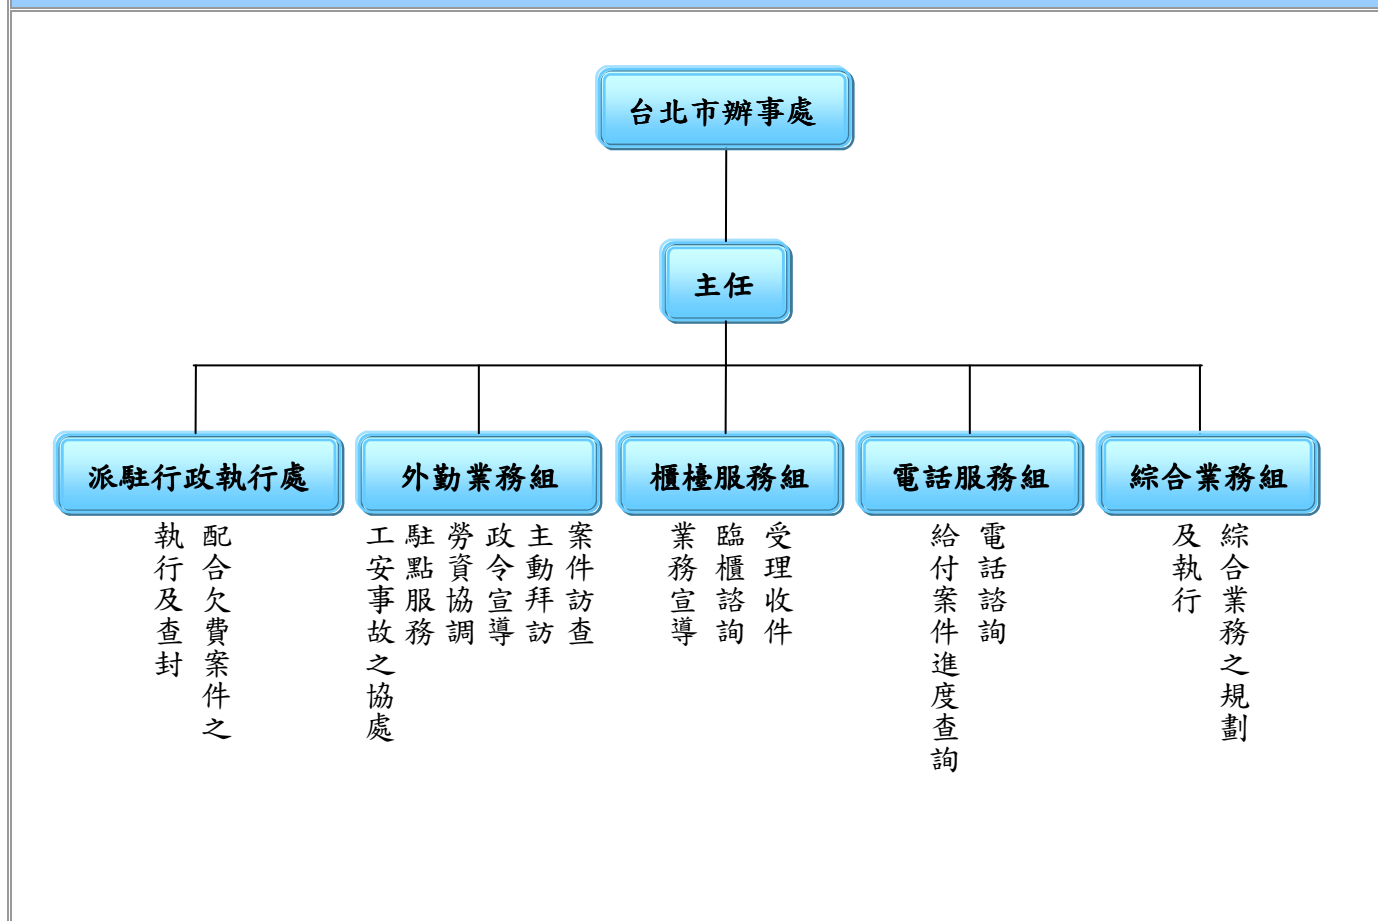 台北市辦事處
主任
派駐行政執行處
外勤業務組
櫃檯服務組
電話服務組
綜合業務組
配合欠費案件之
執行及查封
案件訪查
主動拜訪
政令宣導
勞資協調
駐點服務
工安事故之協處
受理收件
臨櫃諮詢
業務宣導
電話諮詢
給付案件進度查詢
綜合業務之規劃
及執行